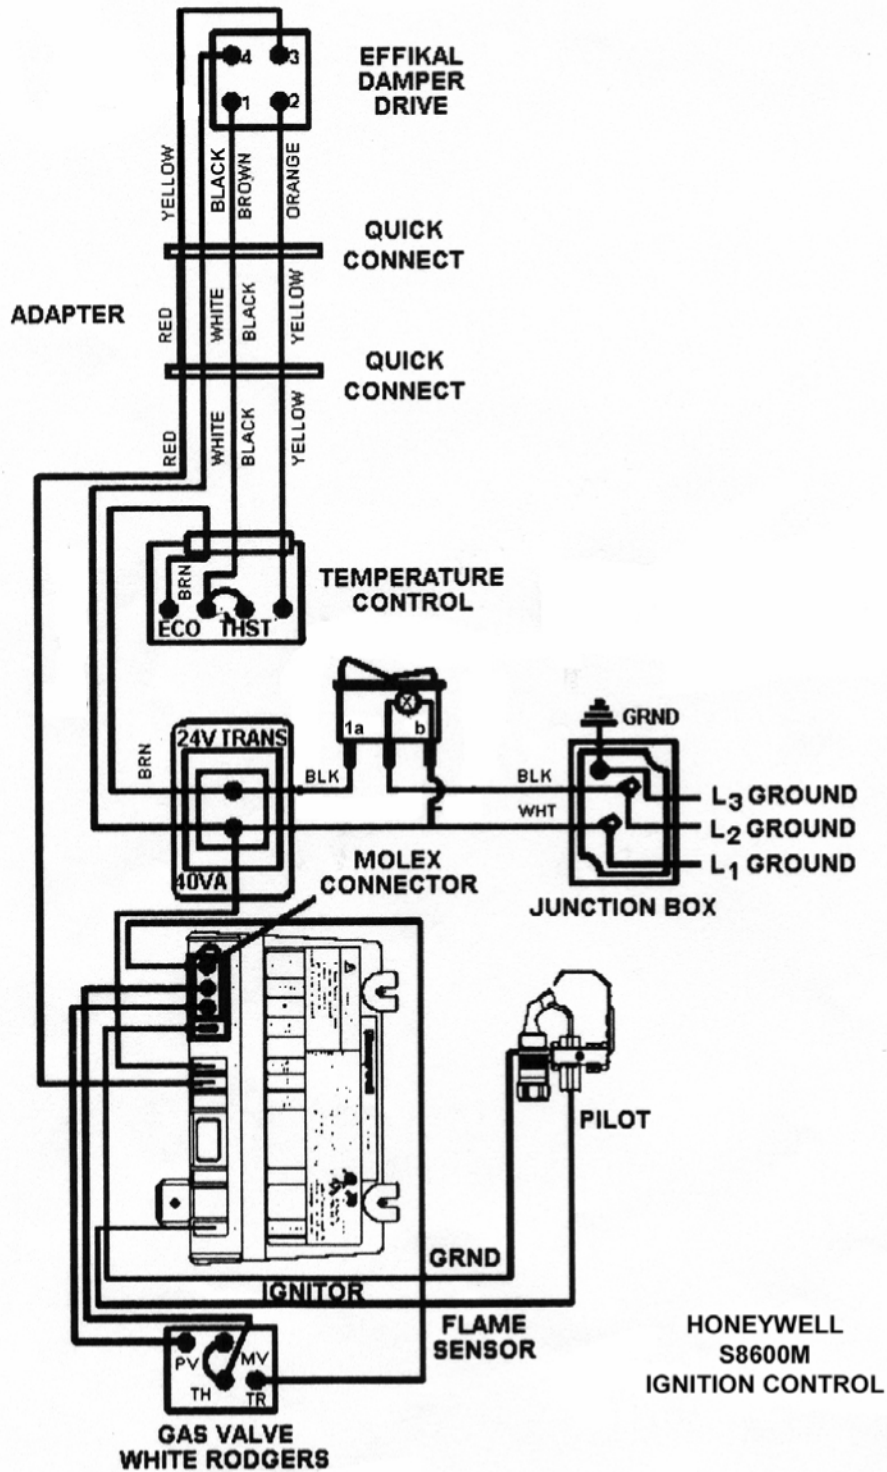 4 3
1 2
EFFIKAL
DAMPER
DRIVE
YELLOW
BLACK
BROWN
ORANGE
QUICK
CONNECT
ADAPTER
RED
WHITE
BLACK
YELLOW
QUICK
CONNECT
RED
WHITE
BLACK
YELLOW
BRN
TEMPERATURE
CONTROL
ECO THST
1a b
GRND
24V TRANS
BRN
BLK
BLK
WHT
L3 GROUND
L2 GROUND
L1 GROUND
40VA
MOLEX
CONNECTOR
JUNCTION BOX
Honeywell
PILOT
GRND
IGNITOR
FLAME
SENSOR
HONEYWELL
S8600M
IGNITION CONTROL
PV MV
TH TR
GAS VALVE
WHITE RODGERS